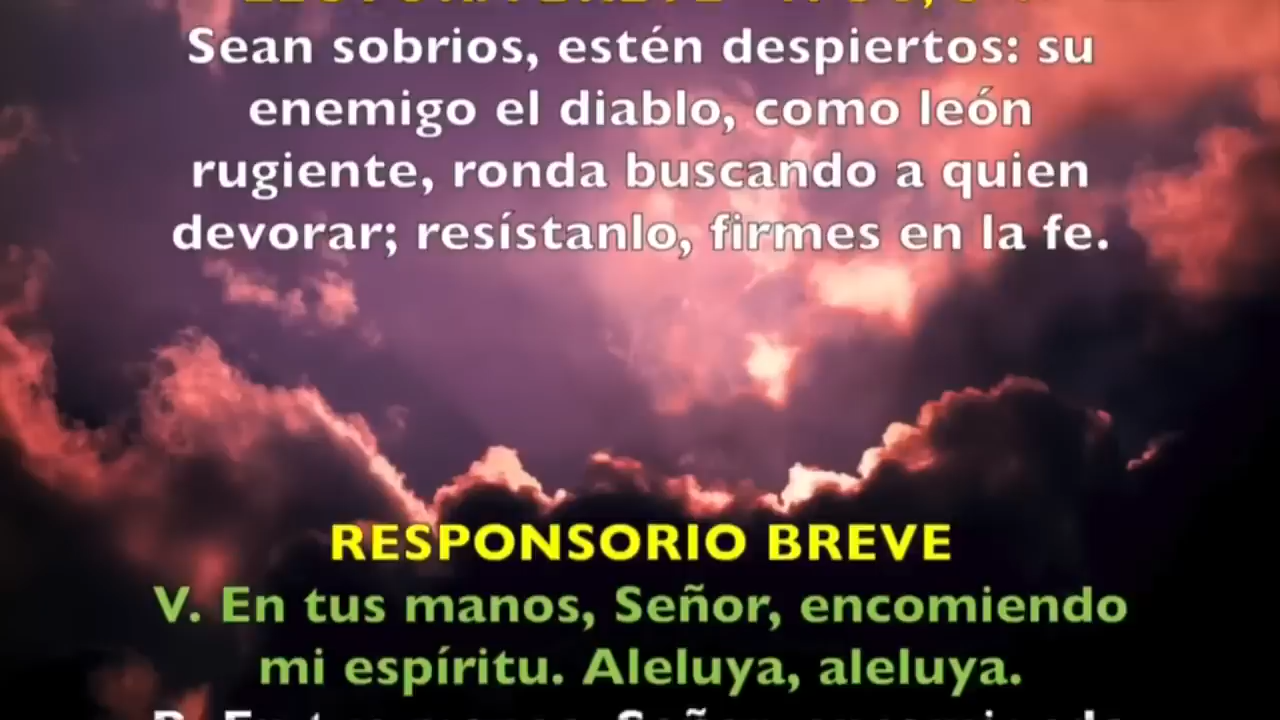 Sean sobrios, estén despiertos: su
enemigo el diablo, como león
rugiente, ronda buscando a quien
devorar; resístanlo, firmes en la fe.
RESPONSORIO BREVE
V. En tus manos, Señor, encomiendo
mi espíritu. Aleluya, aleluya.